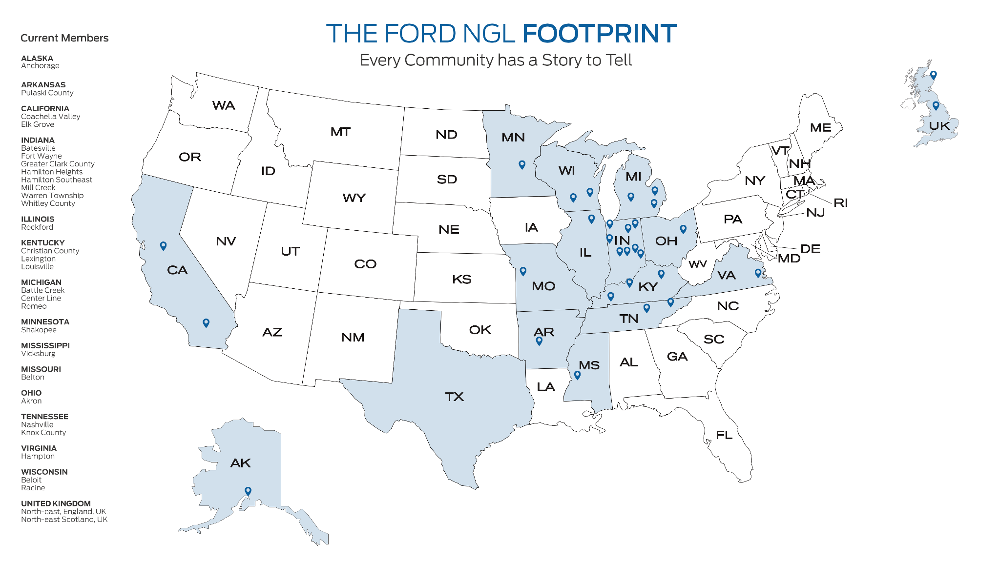 THE FORD NGL FOOTPRINT
Every Community has a Story to Tell
Current Members
ALASKA
Anchorage
ARKANSAS
Pulaski County
CALIFORNIA
Coachella Valley
Elk Grove
INDIANA
Batesville
Fort Wayne
Greater Clark County
Hamilton Heights
Hamilton Southeast
Mill Creek
Warren Township
Whitley County
ILLINOIS
Rockford
KENTUCKY
Christian County
Lexington
Louisville
MICHIGAN
Battle Creek
Center Line
Romeo
MINNESOTA
Shakopee
MISSISSIPPI
Vicksburg
MISSOURI
Belton
OHIO
Akron
TENNESSEE
Nashville
Knox County
VIRGINIA
Hampton
WISCONSIN
Beloit
Racine
UNITED KINGDOM
North-east, England, UK
North-east Scotland, UK
WA
MT
ND
MN
ME
UK
OR
ID
SD
WI
MI
VT
NH
NY
MA
CT
RI
NJ
WY
NE
IA
PA
NV
UT
CO
IL
IN
OH
DE
MD
WV
VA
CA
KS
MO
KY
NC
AZ
NM
OK
AR
TN
SC
TX
LA
MS
AL
GA
FL
AK